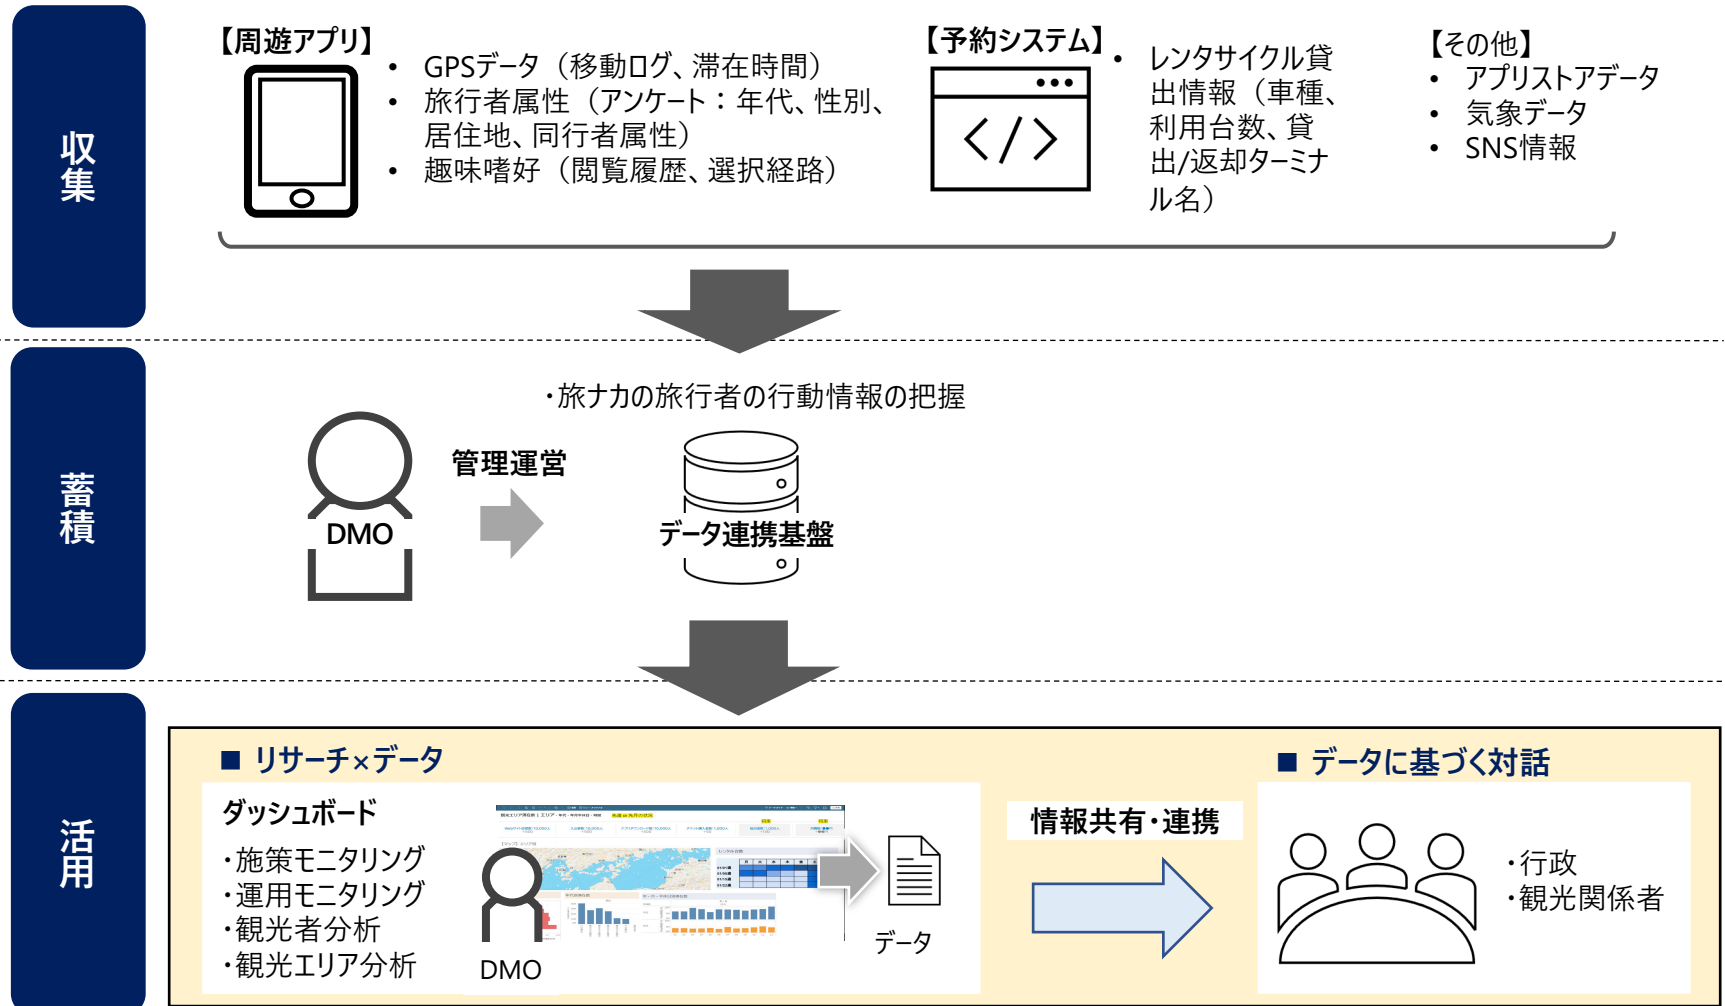 収集
【周遊アプリ】
• GPSデータ（移動ログ、滞在時間）
• 旅行者属性（アンケート：年代、性別、
居住地、同行者属性）
• 趣味嗜好（閲覧履歴、選択経路）
【予約システム】
• レンタサイクル貸
出情報（車種、
利用台数、貸
出/返却ターミナ
ル名）
【その他】
• アプリストアデータ
• 気象データ
• SNS情報
蓄積
・旅ナカの旅行者の行動情報の把握
管理運営
DMO
データ連携基盤
活用
■ リサーチ×データ
ダッシュボード
・施策モニタリング
・運用モニタリング
・観光者分析
・観光エリア分析
DMO
データ
情報共有・連携
■ データに基づく対話
・行政
・観光関係者